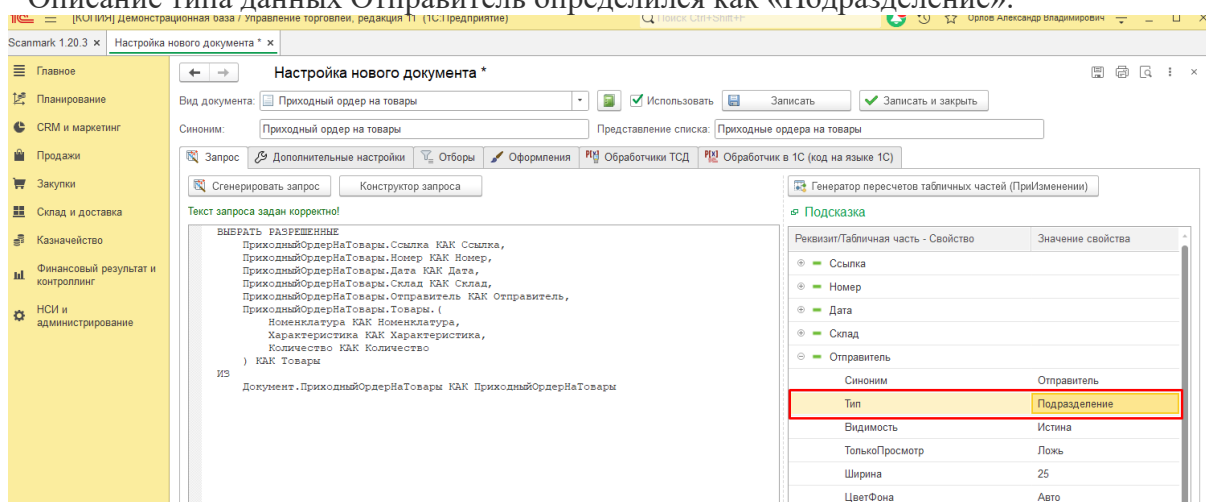 Описание типа данных Отправитель определился как «Подразделение».
[КОПИЯ] Демонстрационная база / Управление торговлей, редакция 11 (1С:Предприятие)
Поиск Ctrl+Shift+F
Орлов Александр Владимирович
Scanmark 1.20.3 ×
Настройка нового документа * ×
Главное
Планирование
CRM и маркетинг
Продажи
Закупки
Склад и доставка
Казначейство
Финансовый результат и
контроллинг
НСИ и
администрирование
Настройка нового документа *
Вид документа: Приходный ордер на товары
Использовать
Записать
Записать и закрыть
Синоним: Приходный ордер на товары
Представление списка: Приходные ордера на товары
Запрос
Дополнительные настройки
Отборы
Оформления
Обработчики ТСД
Обработчик в 1С (код на языке 1С)
Сгенерировать запрос
Конструктор запроса
Текст запроса задан корректно!
ВЫБРАТЬ РАЗРЕШЕННЫЕ
ПриходныйОрдерНаТовары.Ссылка КАК Ссылка,
ПриходныйОрдерНаТовары.Номер КАК Номер,
ПриходныйОрдерНаТовары.Дата КАК Дата,
ПриходныйОрдерНаТовары.Склад КАК Склад,
ПриходныйОрдерНаТовары.Отправитель КАК Отправитель,
ПриходныйОрдерНаТовары.Товары.(
Номенклатура КАК Номенклатура,
Характеристика КАК Характеристика,
Количество КАК Количество
) КАК Товары
ИЗ
Документ.ПриходныйОрдерНаТовары КАК ПриходныйОрдерНаТовары
Генератор пересчетов табличных частей (ПриИзменении)
Подсказка
Реквизит/Табличная часть - Свойство Значение свойства
Ссылка
Номер
Дата
Склад
Отправитель
Синоним Отправитель
Тип Подразделение
Видимость Истина
ТолькоПросмотр Ложь
Ширина 25
ЦветФона Авто